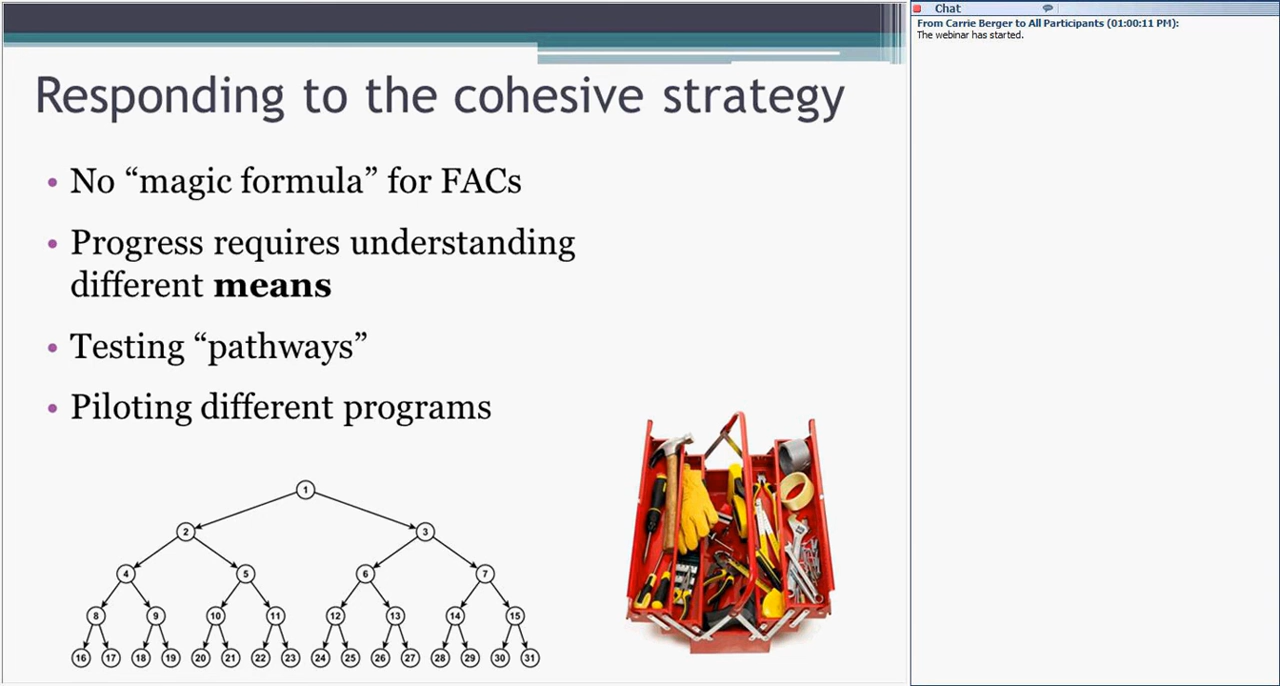 Responding to the cohesive strategy
• No “magic formula” for FACs
• Progress requires understanding
different means
• Testing “pathways”
• Piloting different programs
1
2 3
4 5 6 7
8 9 10 11 12 13 14 15
16 17 18 19 20 21 22 23 24 25 26 27 28 29 30 31
Chat
From Carrie Berger to All Participants (01:00:11 PM):
The webinar has started.